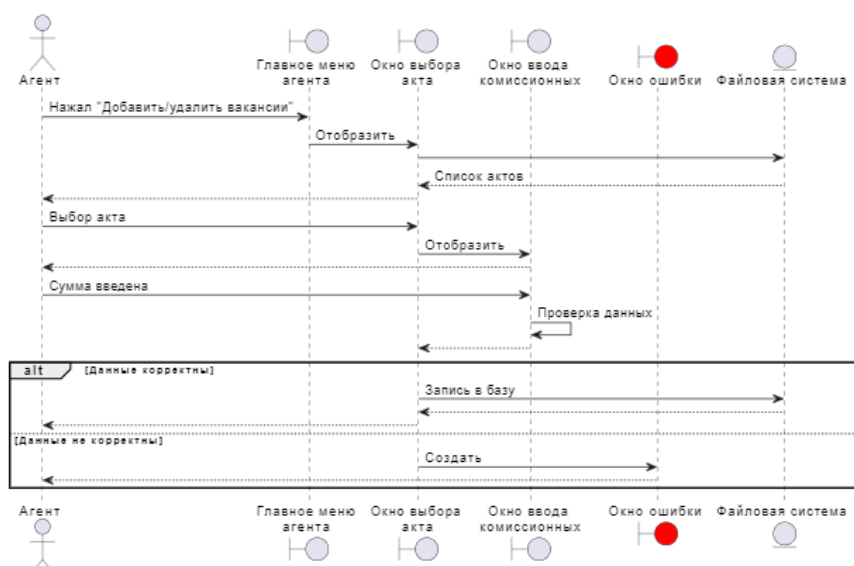 Агент
Главное меню
агента
Окно выбора
акта
Окно ввода
комиссионных
Окно ошибки
Файловая система
Нажал "Добавить/удалить вакансии"
Отобразить
Список актов
Выбор акта
Отобразить
Сумма введена
Проверка данных
alt [Данные корректны]
Запись в базу
[Данные не корректны]
Создать
Агент
Главное меню
агента
Окно выбора
акта
Окно ввода
комиссионных
Окно ошибки
Файловая система